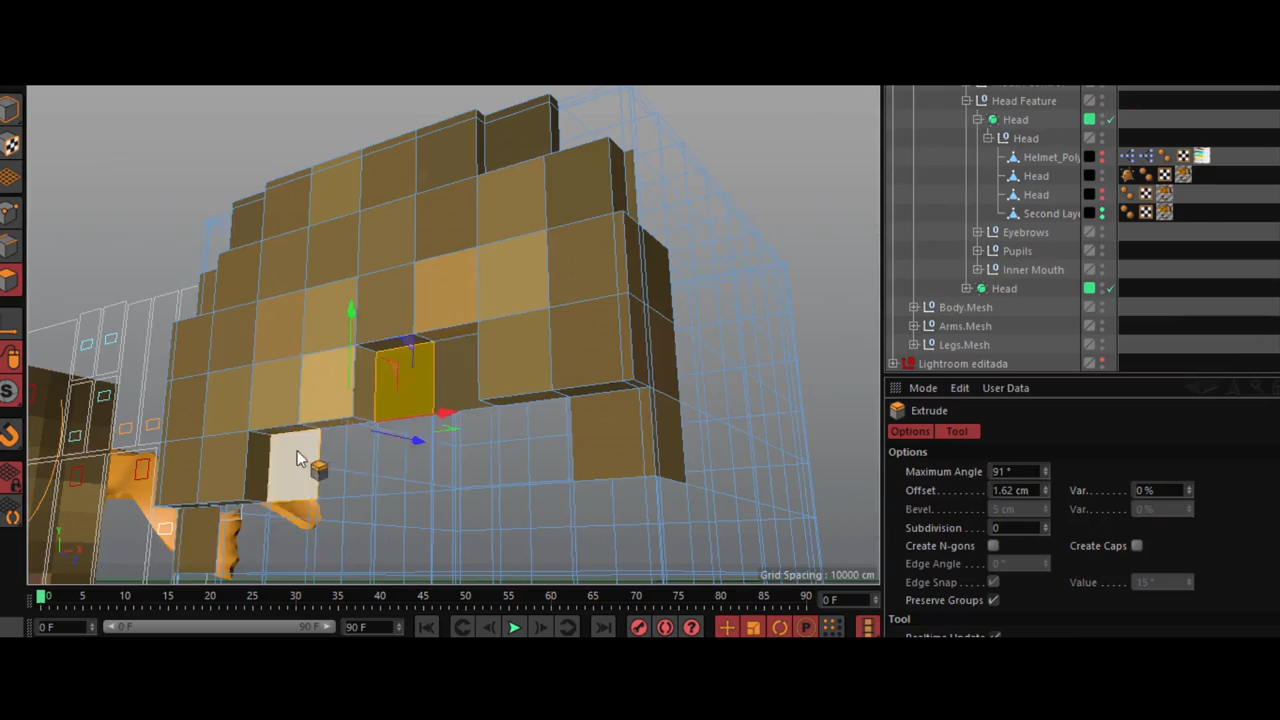 Head Feature
Head
Head
Helmet_Poly
Head
Head
Second Laye
Eyebrows
Pupils
Inner Mouth
Head
Body.Mesh
Arms.Mesh
Legs.Mesh
Lightroom editada
Mode Edit User Data
Extrude
Options Tool
Options
Maximum Angle 91 °
Offset 1.62 cm Var. 0 %
Bevel 5 cm Var. 0 %
Subdivision 0
Create N-gons Create Caps
Edge Angle 0 °
Edge Snap Value 15 °
Preserve Groups
Tool
Realtime Update
Grid Spacing : 10000 cm
0 5 10 15 20 25 30 35 40 45 50 55 60 65 70 75 80 85 90 0 F
0 F 0 F 90 F 90 F